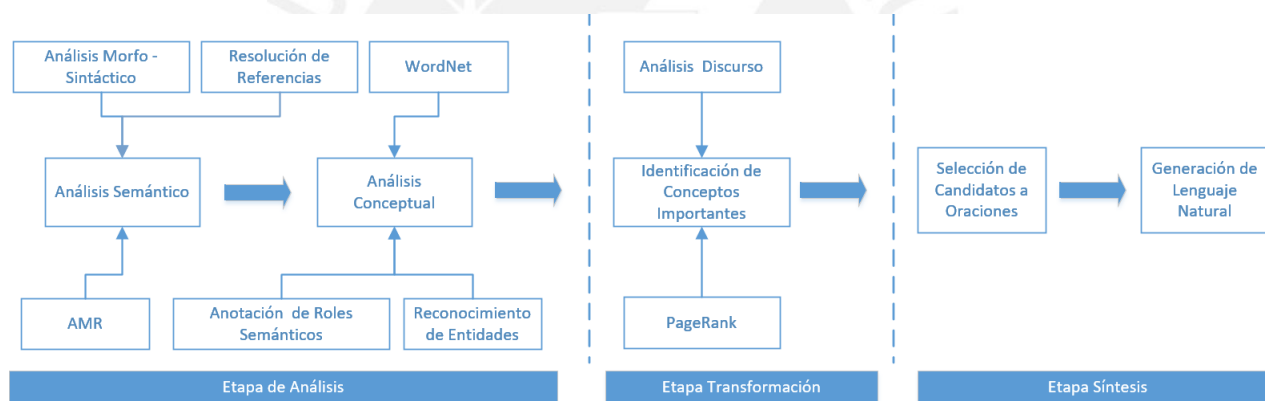 Análisis Morfo -
Sintáctico
Resolución de
Referencias
WordNet
Análisis Discurso
Análisis Semántico
Análisis
Conceptual
Identificación de
Conceptos
Importantes
Selección de
Candidatos a
Oraciones
Generación de
Lenguaje
Natural
AMR
Anotación de Roles
Semánticos
Reconocimiento
de Entidades
PageRank
Etapa de Análisis
Etapa Transformación
Etapa Síntesis